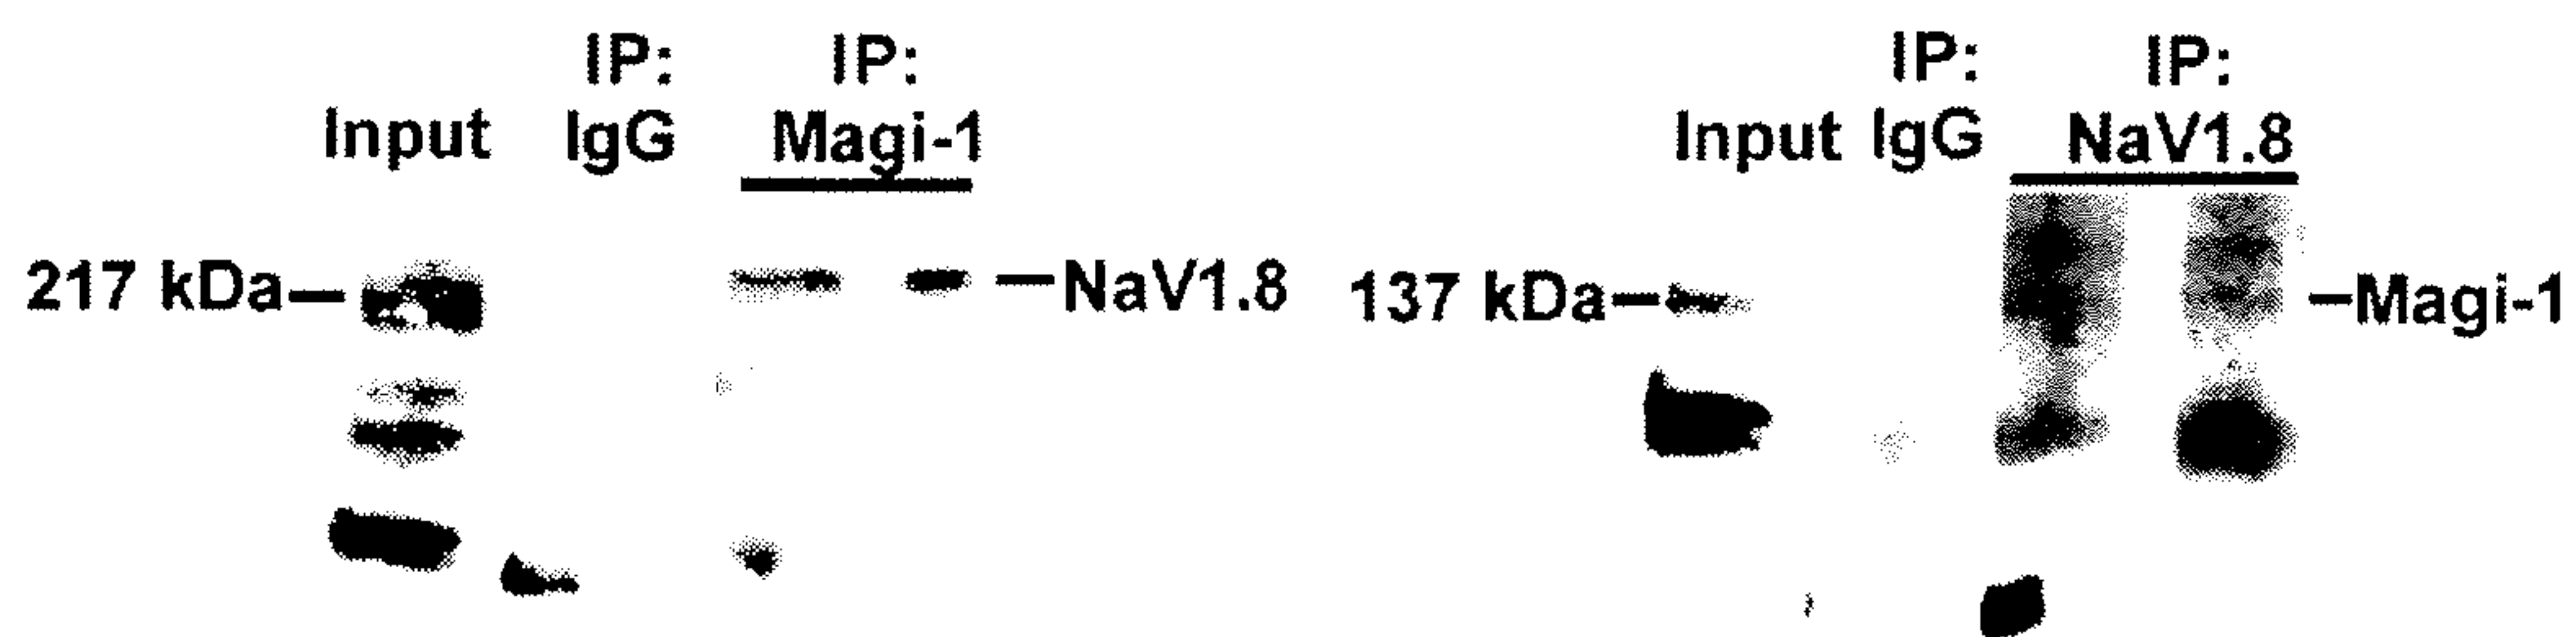 IP: IP:
Input IgG Magi-1
217 kDa NaV1.8
IP: IP:
Input IgG NaV1.8
137 kDa Magi-1